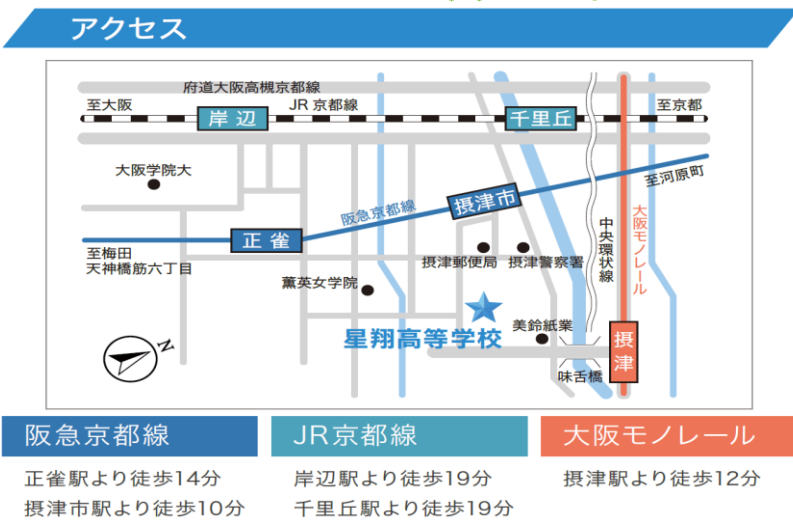 アクセス
府道大阪高槻京都線
至大阪
岸辺
JR京都線
千里丘
至京都
大阪学院大
阪急京都線
摂津市
至河原町
正雀
至梅田
天神橋筋六丁目
中央環状線
大阪モノレール
摂津郵便局
摂津警察署
薫英女学院
星翔高等学校
美鈴紙業
摂津
味舌橋
N
阪急京都線
正雀駅より徒歩14分
摂津市駅より徒歩10分
JR京都線
岸辺駅より徒歩19分
千里丘駅より徒歩19分
大阪モノレール
摂津駅より徒歩12分